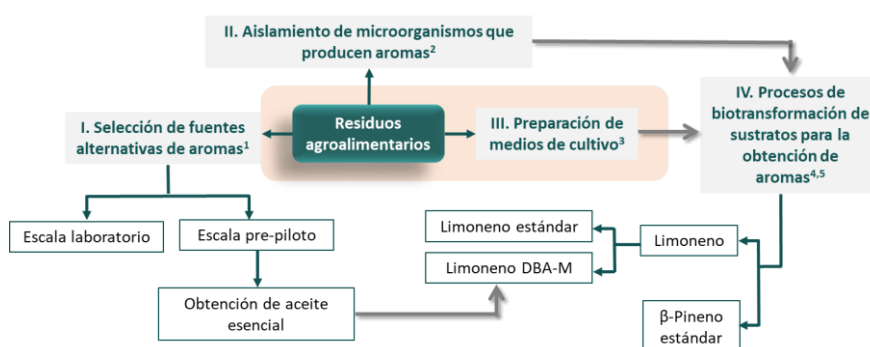 II. Aislamiento de microorganismos que
producen aromas²
I. Selección de fuentes
alternativas de aromas¹
Residuos
agroalimentarios
III. Preparación de
medios de cultivo³
IV. Procesos de
biotransformación de
sustratos para la
obtención de
aromas⁴,⁵
Escala laboratorio
Escala pre-piloto
Obtención de aceite
esencial
Limoneno estándar
Limoneno DBA-M
Limoneno
β-Pineno
estándar